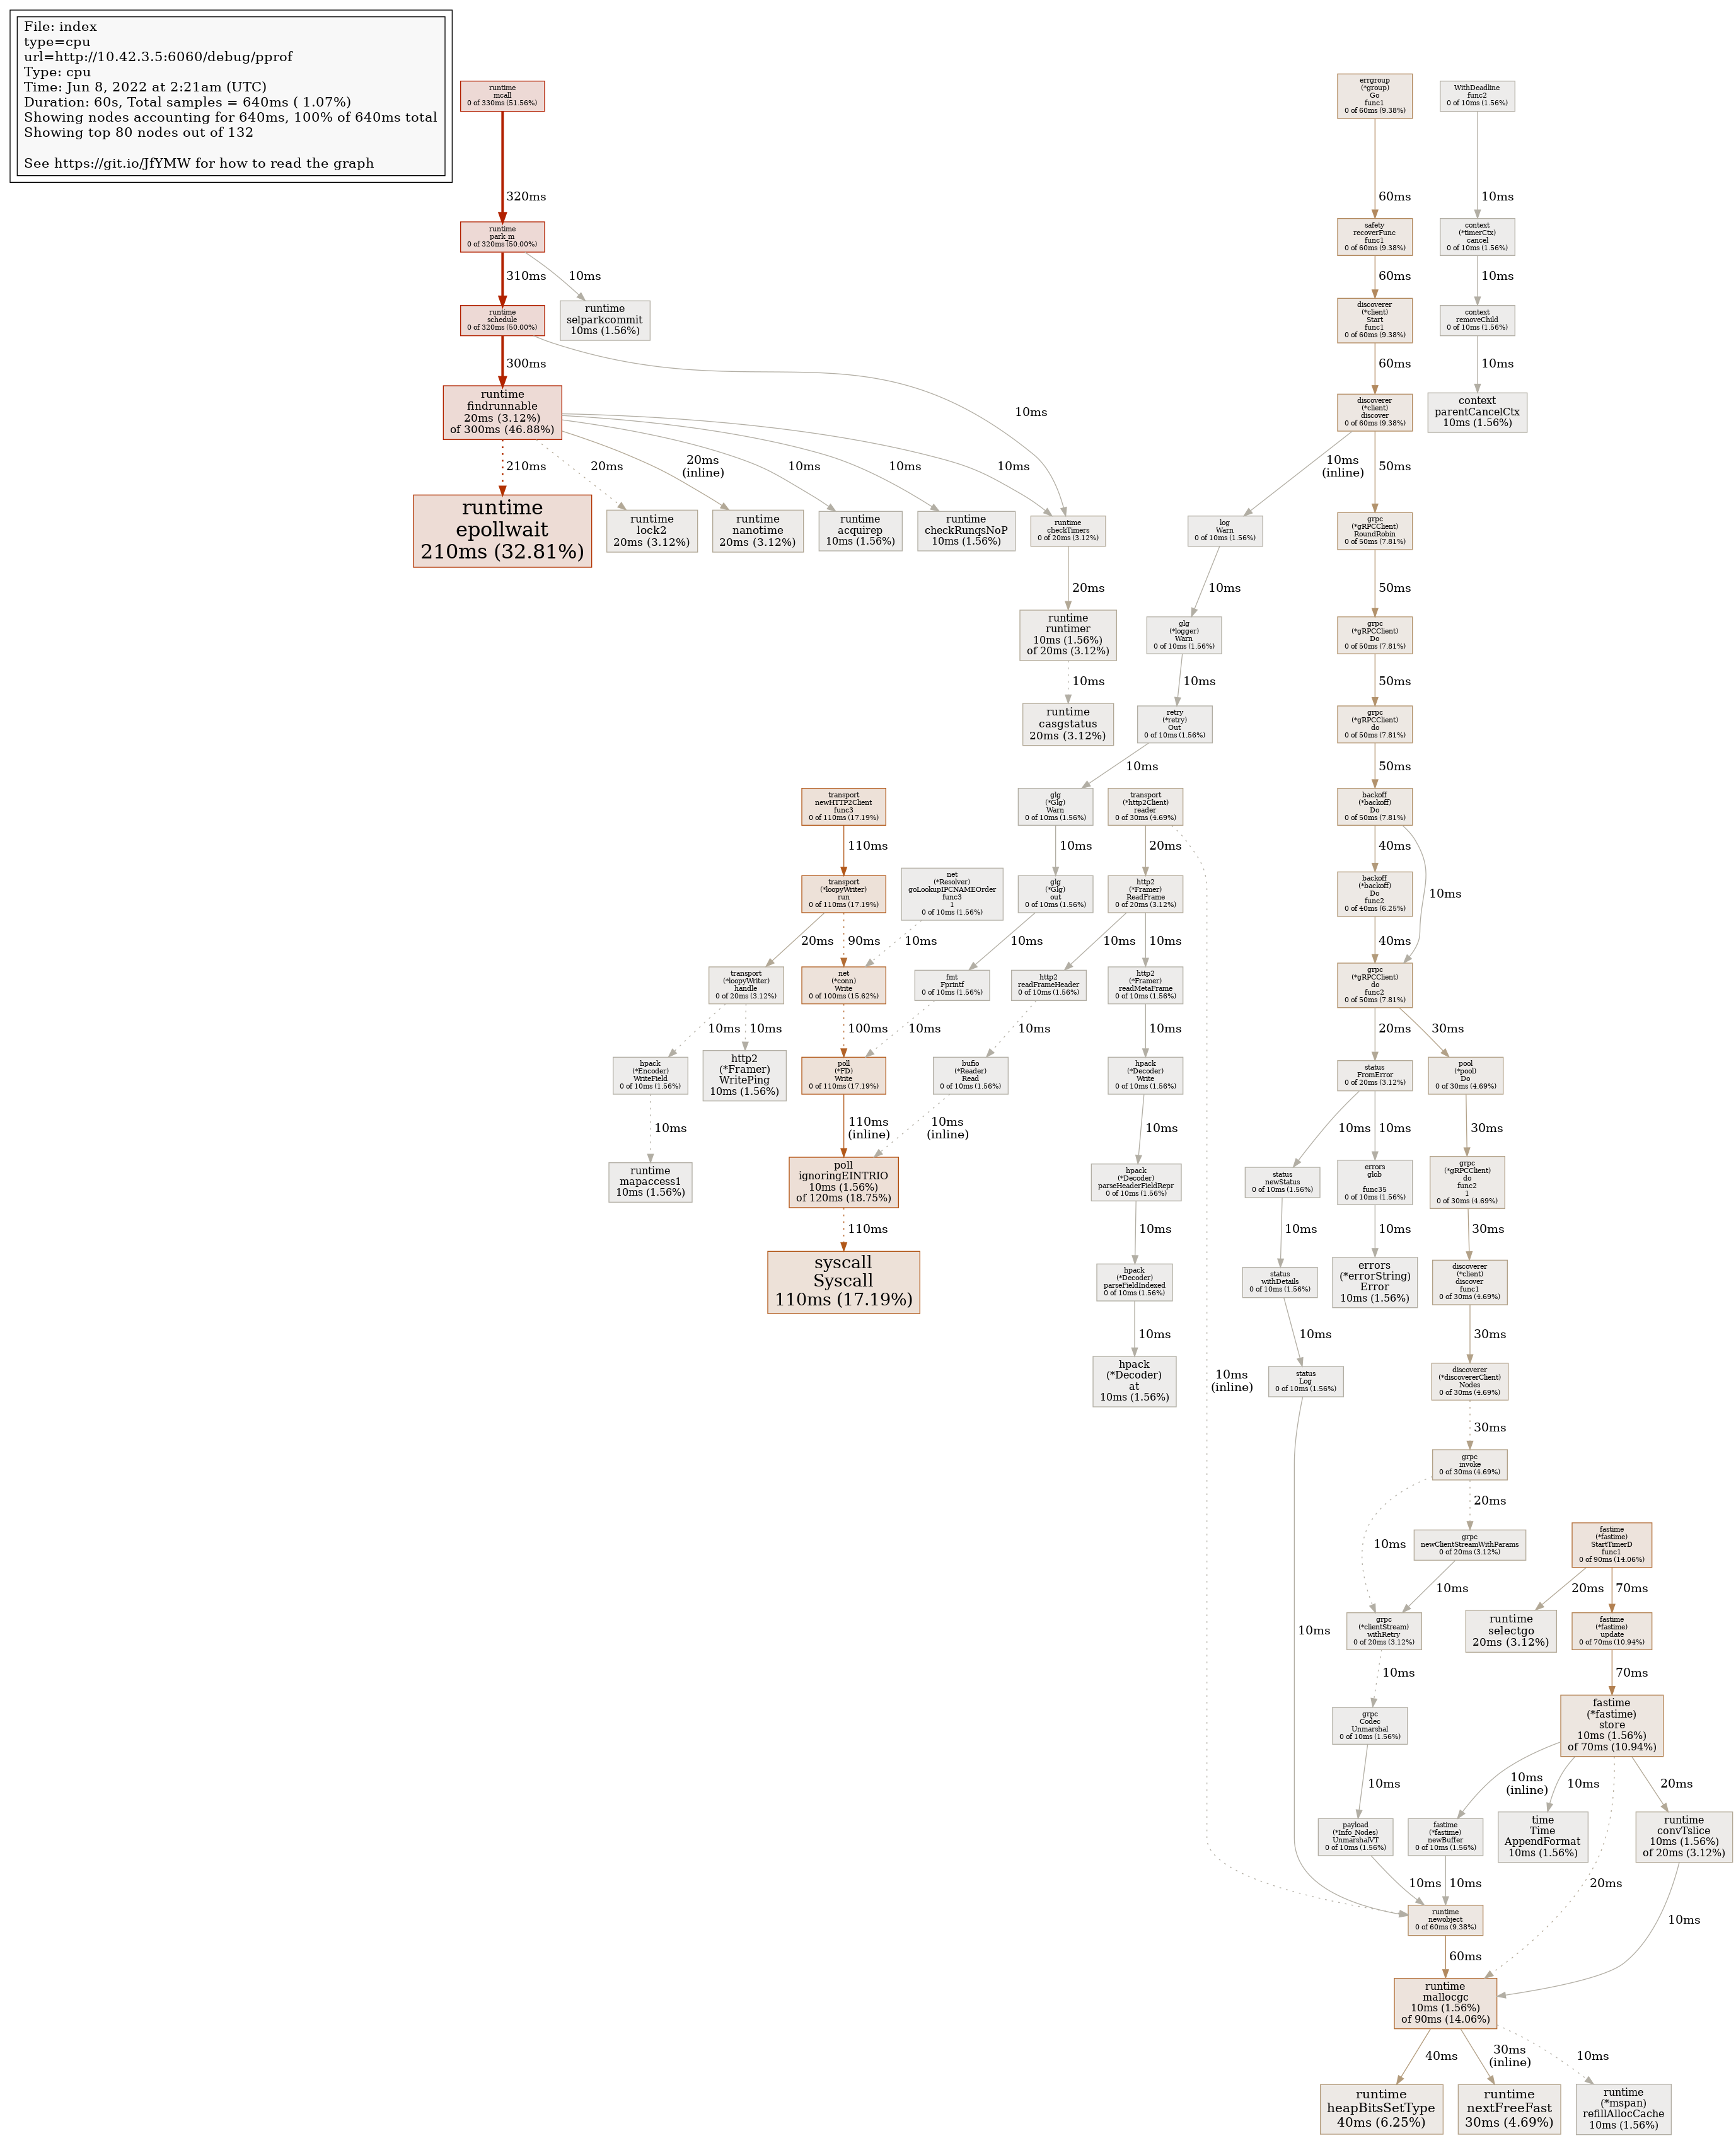 File: index
type=cpu
url=http://10.42.3.5:6060/debug/pprof
Type: cpu
Time: Jun 8, 2022 at 2:21am (UTC)
Duration: 60s, Total samples = 640ms ( 1.07%)
Showing nodes accounting for 640ms, 100% of 640ms total
Showing top 80 nodes out of 132
See https://git.io/JfYMW for how to read the graph
runtime
mcall
0 of 330ms (51.56%)
errgroup
(*group)
Go
func1
0 of 60ms (9.38%)
WithDeadline
func2
0 of 10ms (1.56%)
320ms
60ms
10ms
runtime
park_m
0 of 320ms (50.00%)
safety
recoverFunc
func1
0 of 60ms (9.38%)
context
(*timerCtx)
cancel
0 of 10ms (1.56%)
310ms
10ms
60ms
10ms
runtime
schedule
0 of 320ms (50.00%)
runtime
selparkcommit
10ms (1.56%)
discoverer
(*client)
Start
func1
0 of 60ms (9.38%)
context
removeChild
0 of 10ms (1.56%)
300ms
10ms
60ms
10ms
runtime
findrunnable
20ms (3.12%)
of 300ms (46.88%)
discoverer
(*client)
discover
0 of 60ms (9.38%)
context
parentCancelCtx
10ms (1.56%)
210ms
20ms
20ms
(inline)
10ms
10ms
10ms
10ms
(inline)
50ms
runtime
epollwait
210ms (32.81%)
runtime
lock2
20ms (3.12%)
runtime
nanotime
20ms (3.12%)
runtime
acquirep
10ms (1.56%)
runtime
checkRunqsNoP
10ms (1.56%)
runtime
checkTimers
0 of 20ms (3.12%)
log
Warn
0 of 10ms (1.56%)
grpc
(*gRPCClient)
RoundRobin
0 of 50ms (7.81%)
20ms
10ms
50ms
runtime
runtimer
10ms (1.56%)
of 20ms (3.12%)
glg
(*logger)
Warn
0 of 10ms (1.56%)
grpc
(*gRPCClient)
Do
0 of 50ms (7.81%)
10ms
10ms
50ms
runtime
casgstatus
20ms (3.12%)
retry
(*retry)
Out
0 of 10ms (1.56%)
grpc
(*gRPCClient)
do
0 of 50ms (7.81%)
10ms
50ms
transport
newHTTP2Client
func3
0 of 110ms (17.19%)
glg
(*Glg)
Warn
0 of 10ms (1.56%)
transport
(*http2Client)
reader
0 of 30ms (4.69%)
backoff
(*backoff)
Do
0 of 50ms (7.81%)
110ms
10ms
20ms
40ms
10ms
transport
(*loopyWriter)
run
0 of 110ms (17.19%)
net
(*Resolver)
goLookupIPCNAMEOrder
func3
1
0 of 10ms (1.56%)
glg
(*Glg)
out
0 of 10ms (1.56%)
http2
(*Framer)
ReadFrame
0 of 20ms (3.12%)
backoff
(*backoff)
Do
func2
0 of 40ms (6.25%)
20ms
90ms
10ms
10ms
10ms
10ms
40ms
transport
(*loopyWriter)
handle
0 of 20ms (3.12%)
net
(*conn)
Write
0 of 100ms (15.62%)
fmt
Fprintf
0 of 10ms (1.56%)
http2
readFrameHeader
0 of 10ms (1.56%)
http2
(*Framer)
readMetaFrame
0 of 10ms (1.56%)
grpc
(*gRPCClient)
do
func2
0 of 50ms (7.81%)
10ms
10ms
100ms
10ms
10ms
10ms
20ms
30ms
hpack
(*Encoder)
WriteField
0 of 10ms (1.56%)
http2
(*Framer)
WritePing
10ms (1.56%)
poll
(*FD)
Write
0 of 110ms (17.19%)
bufio
(*Reader)
Read
0 of 10ms (1.56%)
hpack
(*Decoder)
Write
0 of 10ms (1.56%)
status
FromError
0 of 20ms (3.12%)
pool
(*pool)
Do
0 of 30ms (4.69%)
10ms
110ms
(inline)
10ms
(inline)
10ms
10ms
10ms
30ms
runtime
mapaccess1
10ms (1.56%)
poll
ignoringEINTRIO
10ms (1.56%)
of 120ms (18.75%)
hpack
(*Decoder)
parseHeaderFieldRepr
0 of 10ms (1.56%)
status
newStatus
0 of 10ms (1.56%)
errors
glob
func35
0 of 10ms (1.56%)
grpc
(*gRPCClient)
do
func2
1
0 of 30ms (4.69%)
110ms
10ms
10ms
10ms
30ms
syscall
Syscall
110ms (17.19%)
hpack
(*Decoder)
parseFieldIndexed
0 of 10ms (1.56%)
status
withDetails
0 of 10ms (1.56%)
errors
(*errorString)
Error
10ms (1.56%)
discoverer
(*client)
discover
func1
0 of 30ms (4.69%)
10ms
10ms
30ms
hpack
(*Decoder)
at
10ms (1.56%)
10ms
(inline)
status
Log
0 of 10ms (1.56%)
discoverer
(*discovererClient)
Nodes
0 of 30ms (4.69%)
30ms
grpc
invoke
0 of 30ms (4.69%)
10ms
20ms
grpc
newClientStreamWithParams
0 of 20ms (3.12%)
fastime
(*fastime)
StartTimerD
func1
0 of 90ms (14.06%)
10ms
20ms
70ms
10ms
grpc
(*clientStream)
withRetry
0 of 20ms (3.12%)
runtime
selectgo
20ms (3.12%)
fastime
(*fastime)
update
0 of 70ms (10.94%)
10ms
70ms
grpc
Codec
Unmarshal
0 of 10ms (1.56%)
fastime
(*fastime)
store
10ms (1.56%)
of 70ms (10.94%)
10ms
10ms
(inline)
10ms
20ms
payload
(*Info_Nodes)
UnmarshalVT
0 of 10ms (1.56%)
fastime
(*fastime)
newBuffer
0 of 10ms (1.56%)
time
Time
AppendFormat
10ms (1.56%)
runtime
convTslice
10ms (1.56%)
of 20ms (3.12%)
10ms
10ms
20ms
10ms
runtime
newobject
0 of 60ms (9.38%)
60ms
runtime
mallocgc
10ms (1.56%)
of 90ms (14.06%)
40ms
30ms
(inline)
10ms
runtime
heapBitsSetType
40ms (6.25%)
runtime
nextFreeFast
30ms (4.69%)
runtime
(*mspan)
refillAllocCache
10ms (1.56%)